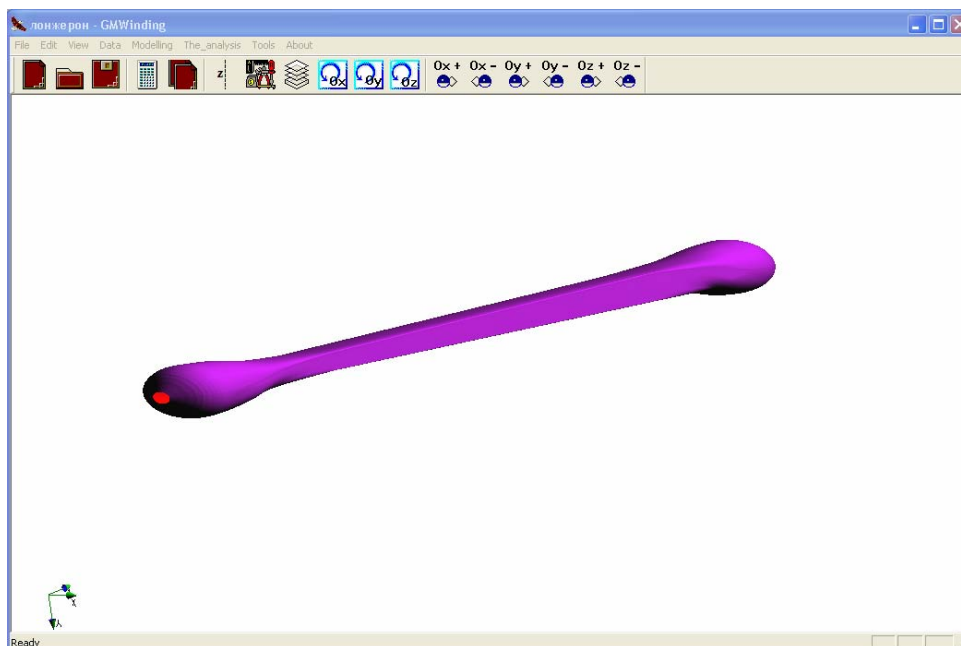 лонжерон - GMWinding
File Edit View Data Modelling The_analysis Tools About
z 0x 0y 0z 0x + 0x - 0y + 0y - 0z + 0z -
Ready